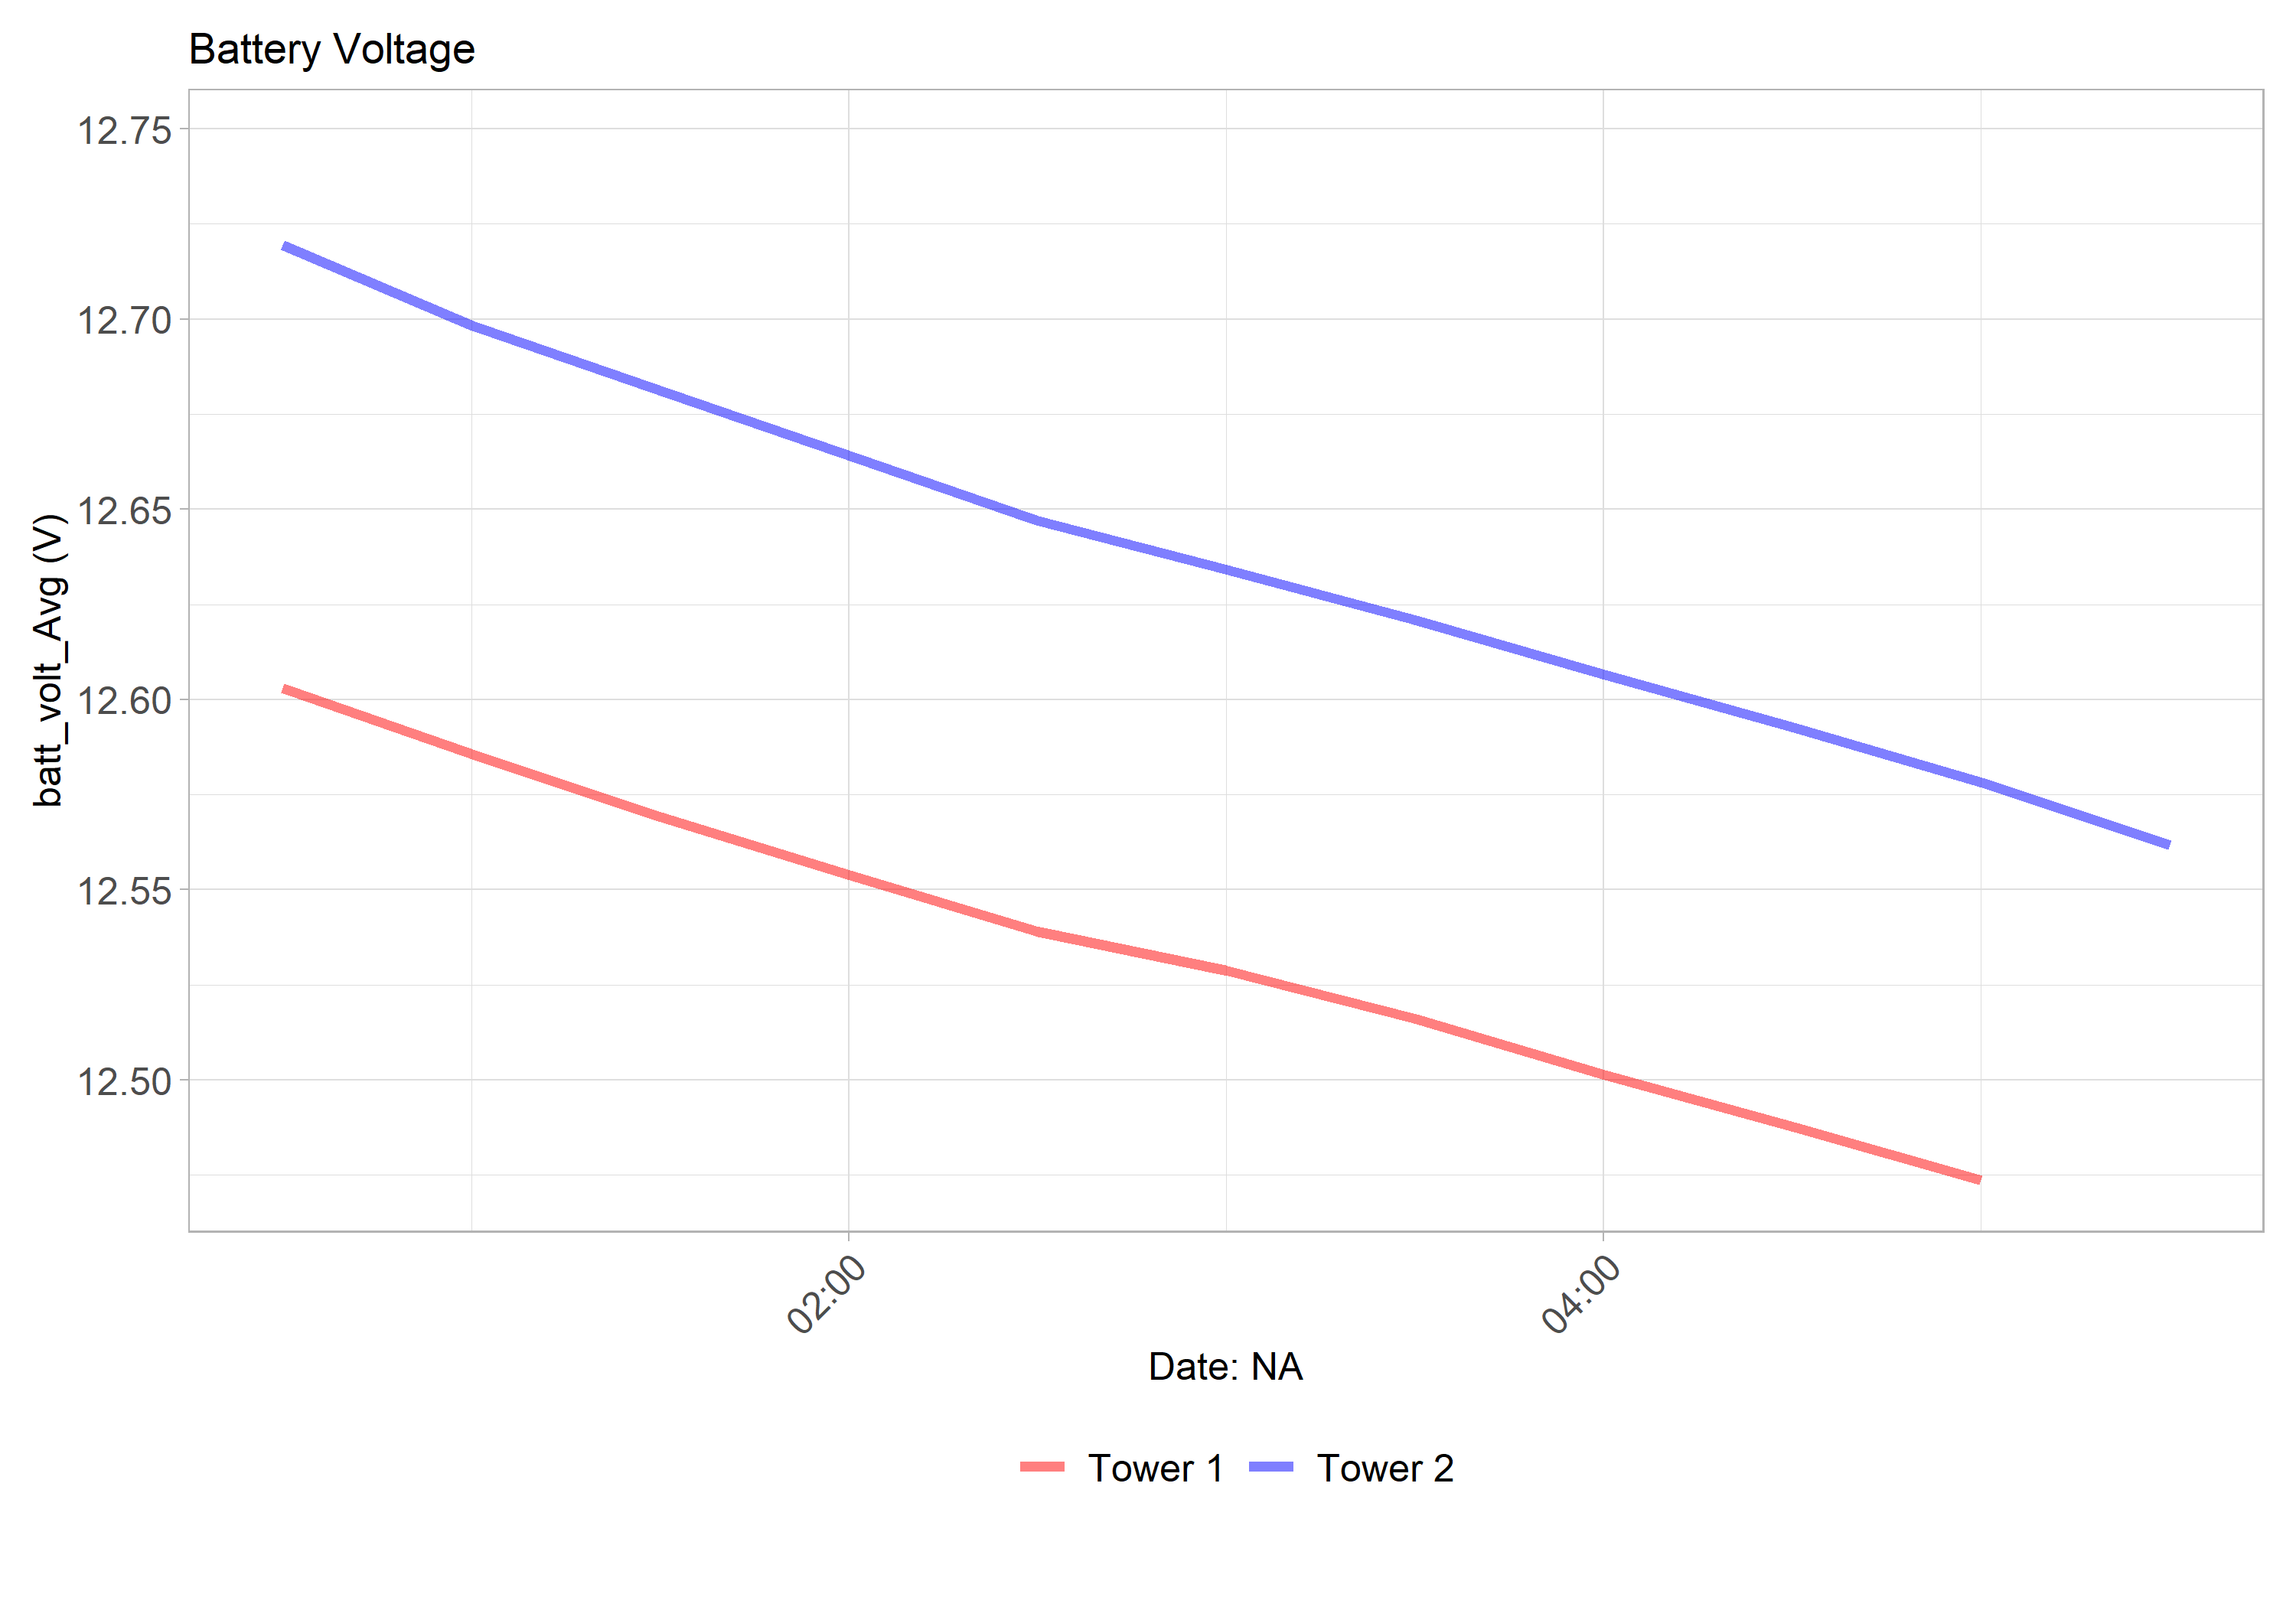 Battery Voltage
batt_volt_Avg (V)
12.75
12.70
12.65
12.60
12.55
12.50
02:00
04:00
Date: NA
Tower 1
Tower 2